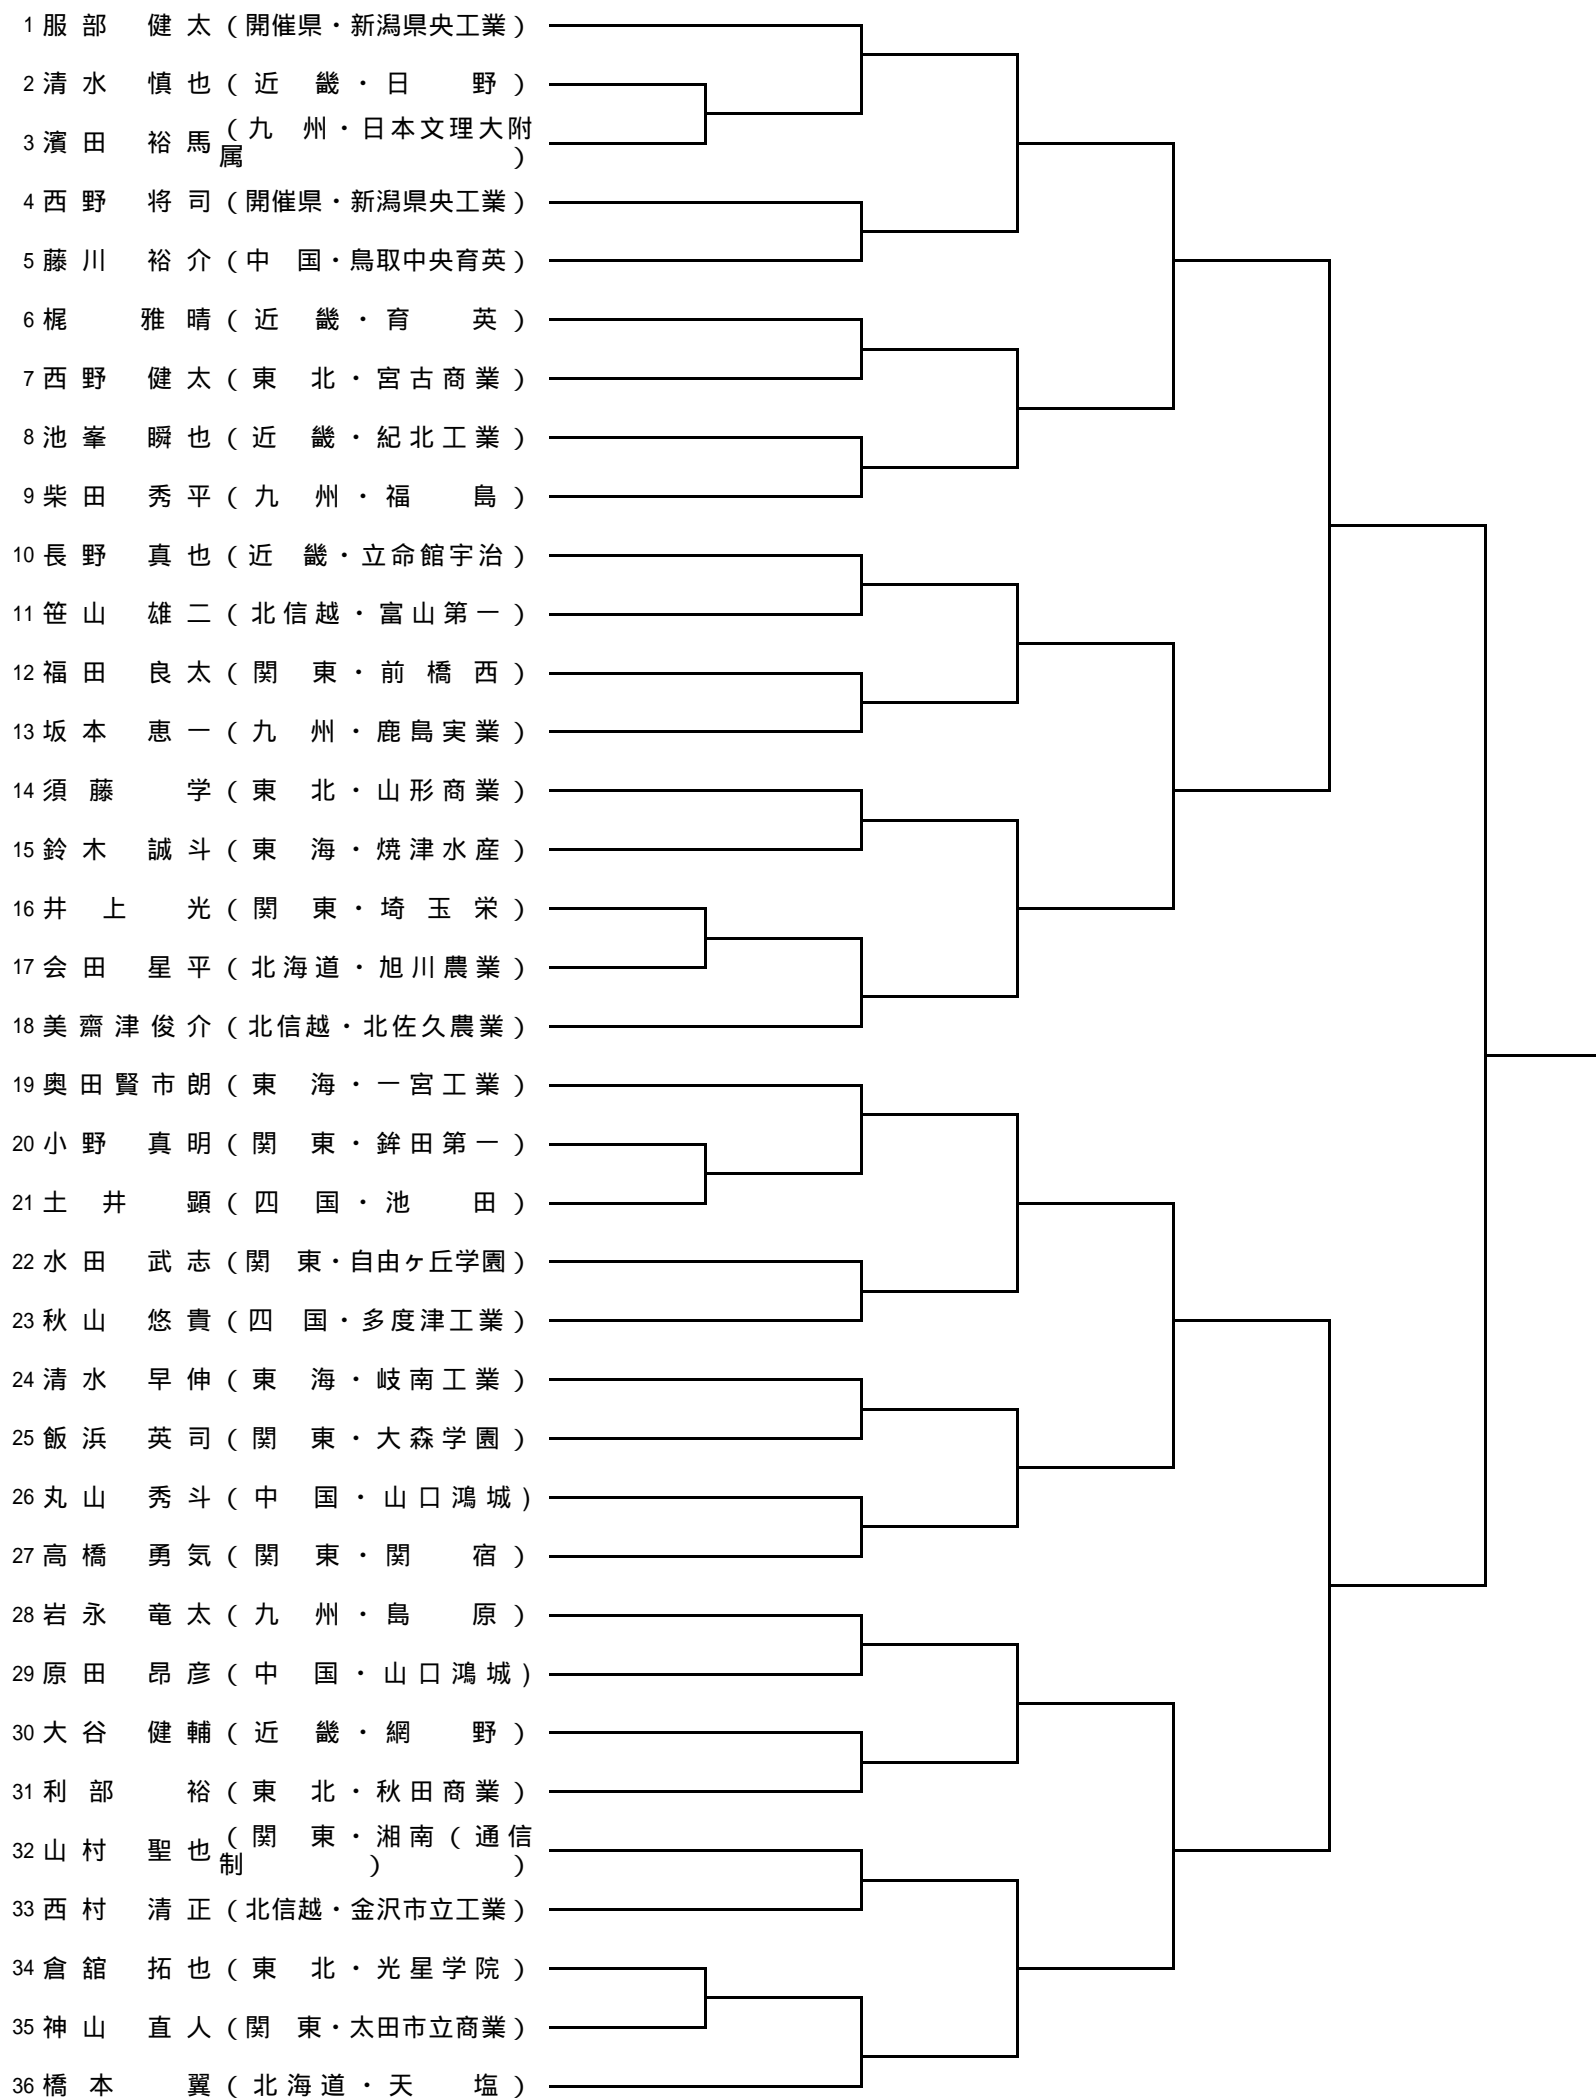 1 服部 健太 (開催県・新潟県央工業)
2 清水 慎也 (近 畿・日 野)
3 濱田 裕馬 (九 州・日本文理大附
属 )
4 西野 将司 (開催県・新潟県央工業)
5 藤川 裕介 (中 国・鳥取中央育英)
6 梶 雅晴 (近 畿・育 英)
7 西野 健太 (東 北・宮古商業)
8 池峯 瞬也 (近 畿・紀北工業)
9 柴田 秀平 (九 州・福 島)
10 長野 真也 (近 畿・立命館宇治)
11 笹山 雄二 (北信越・富山第一)
12 福田 良太 (関 東・前橋西)
13 坂本 恵一 (九 州・鹿島実業)
14 須藤 学 (東 北・山形商業)
15 鈴木 誠斗 (東 海・焼津水産)
16 井上 光 (関 東・埼玉栄)
17 会田 星平 (北海道・旭川農業)
18 美齋津俊介 (北信越・北佐久農業)
19 奥田賢市朗 (東 海・一宮工業)
20 小野 真明 (関 東・鉾田第一)
21 土井 顕 (四 国・池 田)
22 水田 武志 (関 東・自由ヶ丘学園)
23 秋山 悠貴 (四 国・多度津工業)
24 清水 早伸 (東 海・岐南工業)
25 飯浜 英司 (関 東・大森学園)
26 丸山 秀斗 (中 国・山口鴻城)
27 高橋 勇気 (関 東・関 宿)
28 岩永 竜太 (九 州・島 原)
29 原田 昂彦 (中 国・山口鴻城)
30 大谷 健輔 (近 畿・網 野)
31 利部 裕 (東 北・秋田商業)
32 山村 聖也 (関 東・湘南(通信
制 ) )
33 西村 清正 (北信越・金沢市立工業)
34 倉舘 拓也 (東 北・光星学院)
35 神山 直人 (関 東・太田市立商業)
36 橋本 翼 (北海道・天 塩)